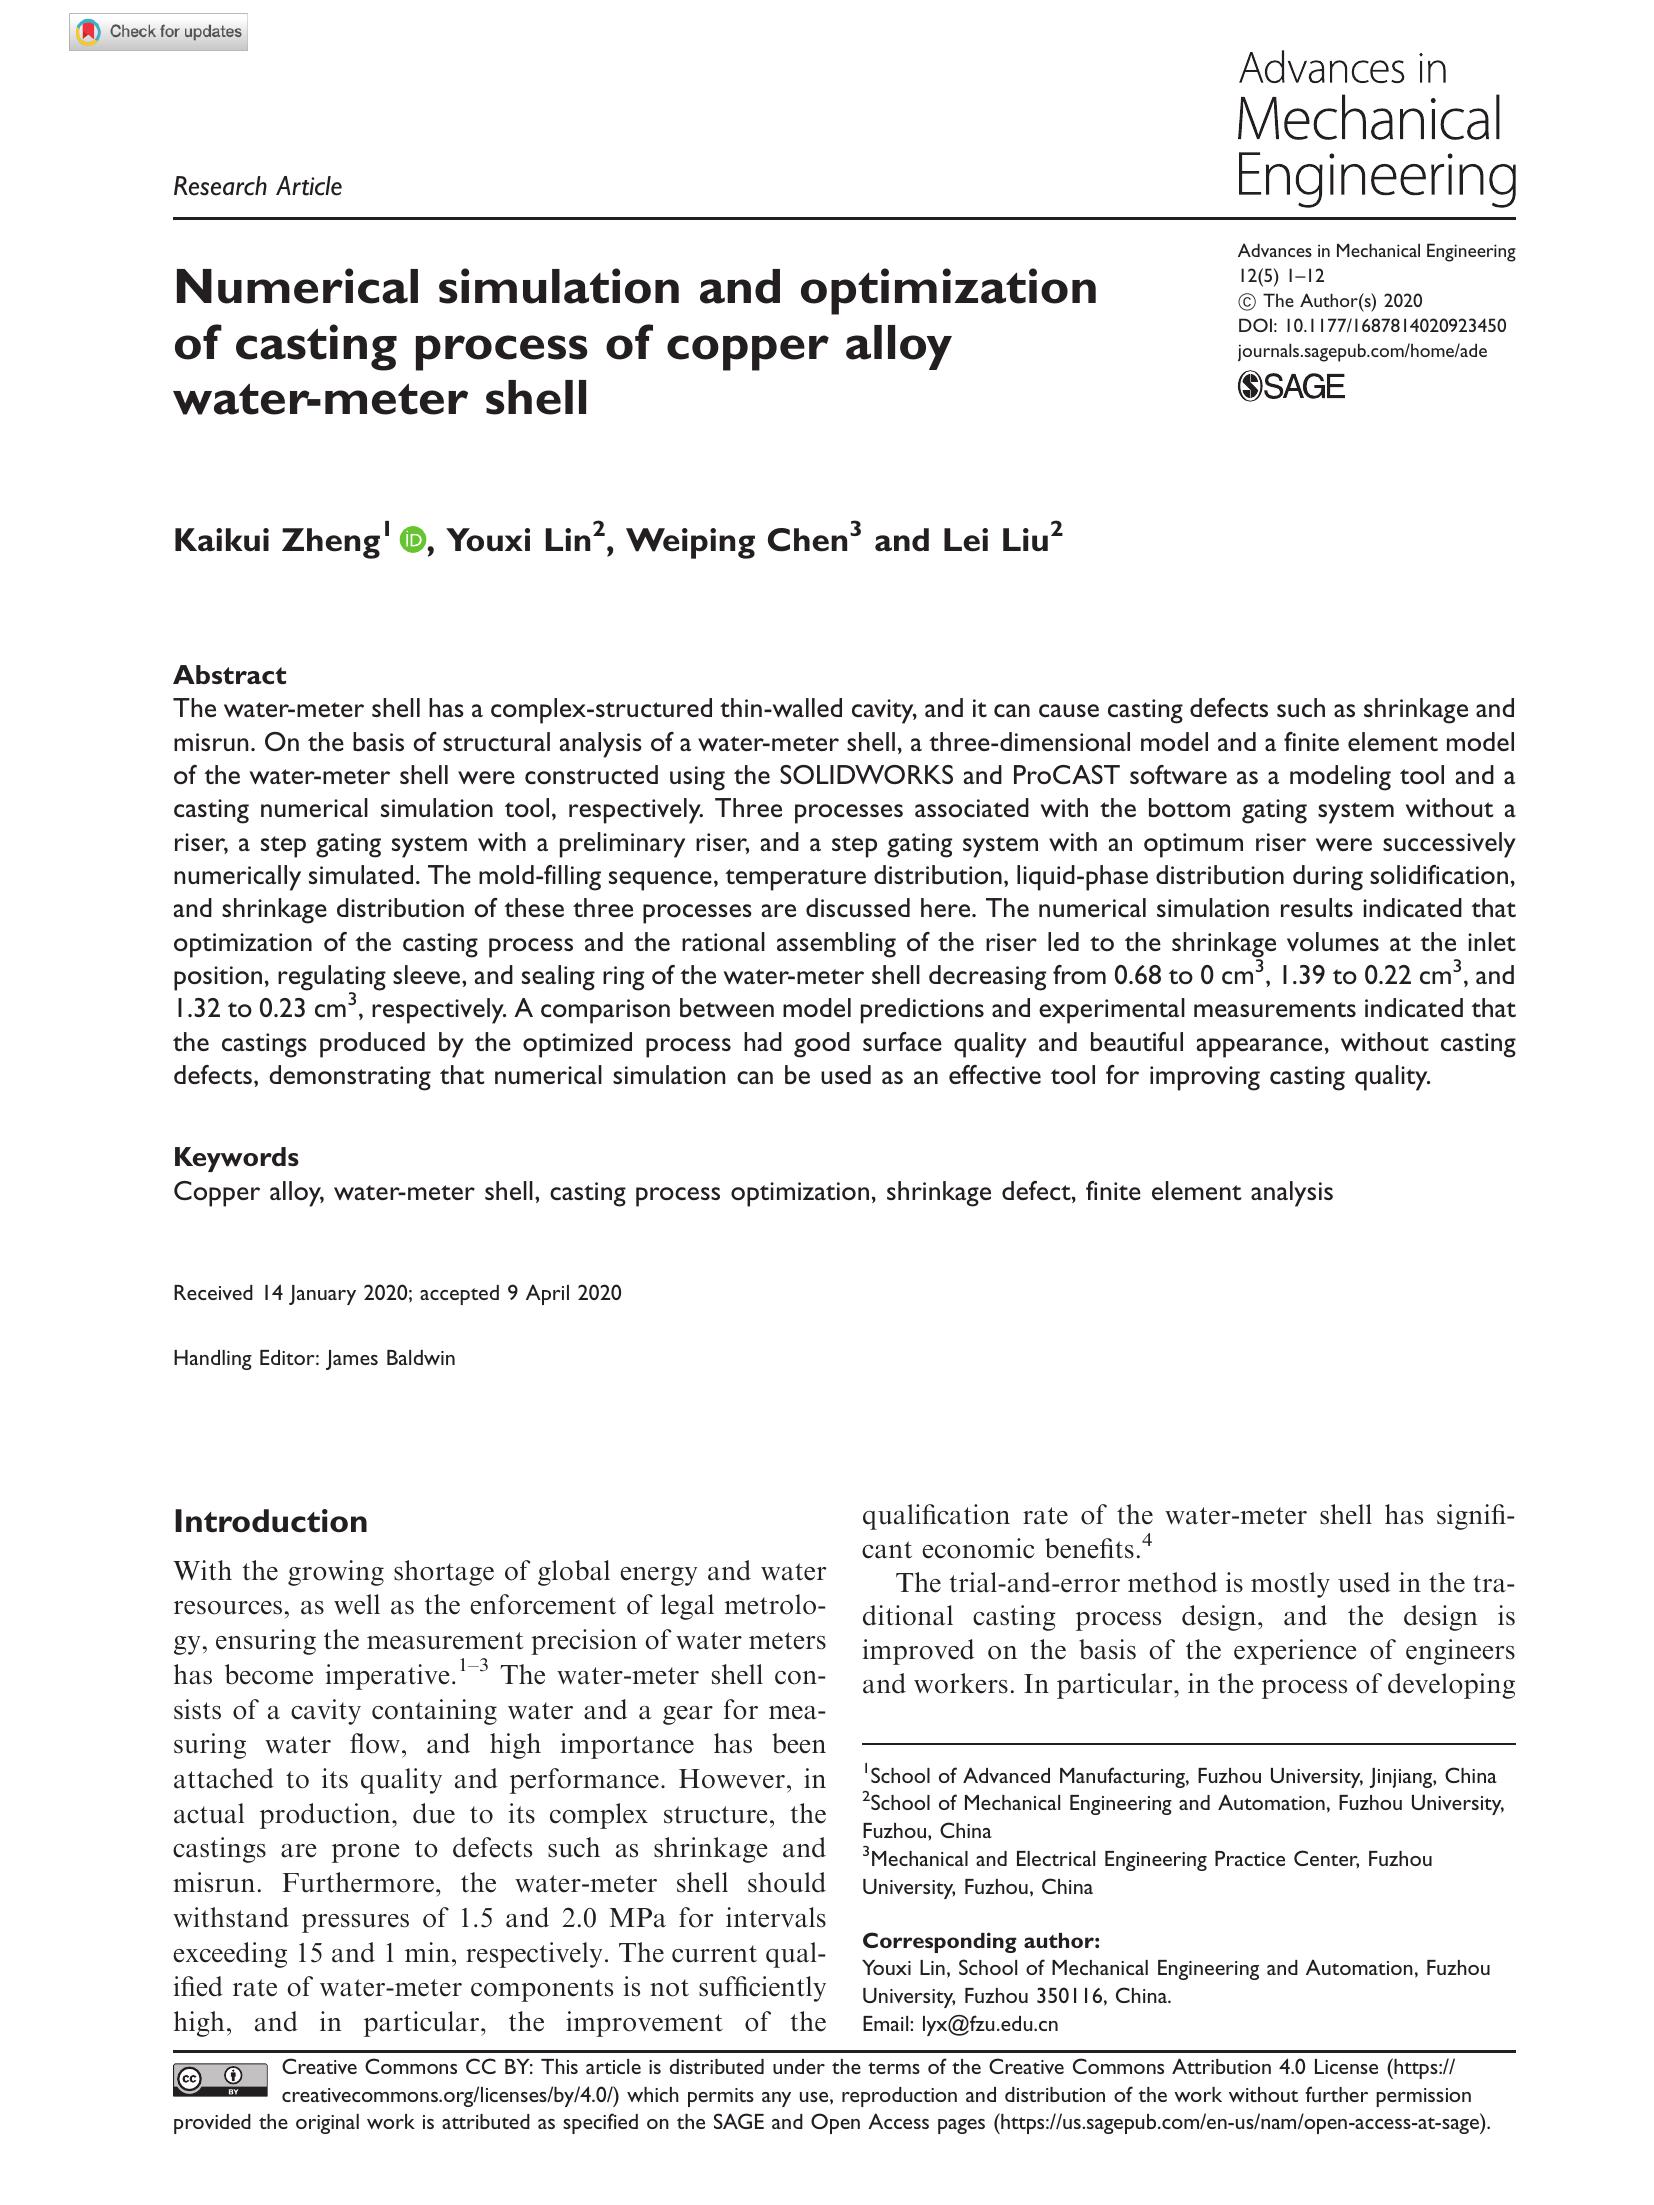 Check for updates
Advances in
Mechanical
Engineering
Research Article
Advances in Mechanical Engineering
12(5) 1–12
© The Author(s) 2020
DOI: 10.1177/1687814020923450
journals.sagepub.com/home/ade
SAGE
Numerical simulation and optimization
of casting process of copper alloy
water-meter shell
Kaikui Zheng1 iD, Youxi Lin2, Weiping Chen3 and Lei Liu2
Abstract
The water-meter shell has a complex-structured thin-walled cavity, and it can cause casting defects such as shrinkage and
misrun. On the basis of structural analysis of a water-meter shell, a three-dimensional model and a finite element model
of the water-meter shell were constructed using the SOLIDWORKS and ProCAST software as a modeling tool and a
casting numerical simulation tool, respectively. Three processes associated with the bottom gating system without a
riser, a step gating system with a preliminary riser, and a step gating system with an optimum riser were successively
numerically simulated. The mold-filling sequence, temperature distribution, liquid-phase distribution during solidification,
and shrinkage distribution of these three processes are discussed here. The numerical simulation results indicated that
optimization of the casting process and the rational assembling of the riser led to the shrinkage volumes at the inlet
position, regulating sleeve, and sealing ring of the water-meter shell decreasing from 0.68 to 0 cm3, 1.39 to 0.22 cm3, and
1.32 to 0.23 cm3, respectively. A comparison between model predictions and experimental measurements indicated that
the castings produced by the optimized process had good surface quality and beautiful appearance, without casting
defects, demonstrating that numerical simulation can be used as an effective tool for improving casting quality.
Keywords
Copper alloy, water-meter shell, casting process optimization, shrinkage defect, finite element analysis
Received 14 January 2020; accepted 9 April 2020
Handling Editor: James Baldwin
Introduction
With the growing shortage of global energy and water
resources, as well as the enforcement of legal metrolo-
gy, ensuring the measurement precision of water meters
has become imperative.1–3 The water-meter shell con-
sists of a cavity containing water and a gear for mea-
suring water flow, and high importance has been
attached to its quality and performance. However, in
actual production, due to its complex structure, the
castings are prone to defects such as shrinkage and
misrun. Furthermore, the water-meter shell should
withstand pressures of 1.5 and 2.0 MPa for intervals
exceeding 15 and 1 min, respectively. The current qual-
ified rate of water-meter components is not sufficiently
high, and in particular, the improvement of the
qualification rate of the water-meter shell has signifi-
cant economic benefits.4
The trial-and-error method is mostly used in the tra-
ditional casting process design, and the design is
improved on the basis of the experience of engineers
and workers. In particular, in the process of developing
1School of Advanced Manufacturing, Fuzhou University, Jinjiang, China
2School of Mechanical Engineering and Automation, Fuzhou University,
Fuzhou, China
3Mechanical and Electrical Engineering Practice Center, Fuzhou
University, Fuzhou, China
Corresponding author:
Youxi Lin, School of Mechanical Engineering and Automation, Fuzhou
University, Fuzhou 350116, China.
Email: lyx@fzu.edu.cn
cc BY
Creative Commons CC BY: This article is distributed under the terms of the Creative Commons Attribution 4.0 License (https://
creativecommons.org/licenses/by/4.0/) which permits any use, reproduction and distribution of the work without further permission
provided the original work is attributed as specified on the SAGE and Open Access pages (https://us.sagepub.com/en-us/nam/open-access-at-sage).